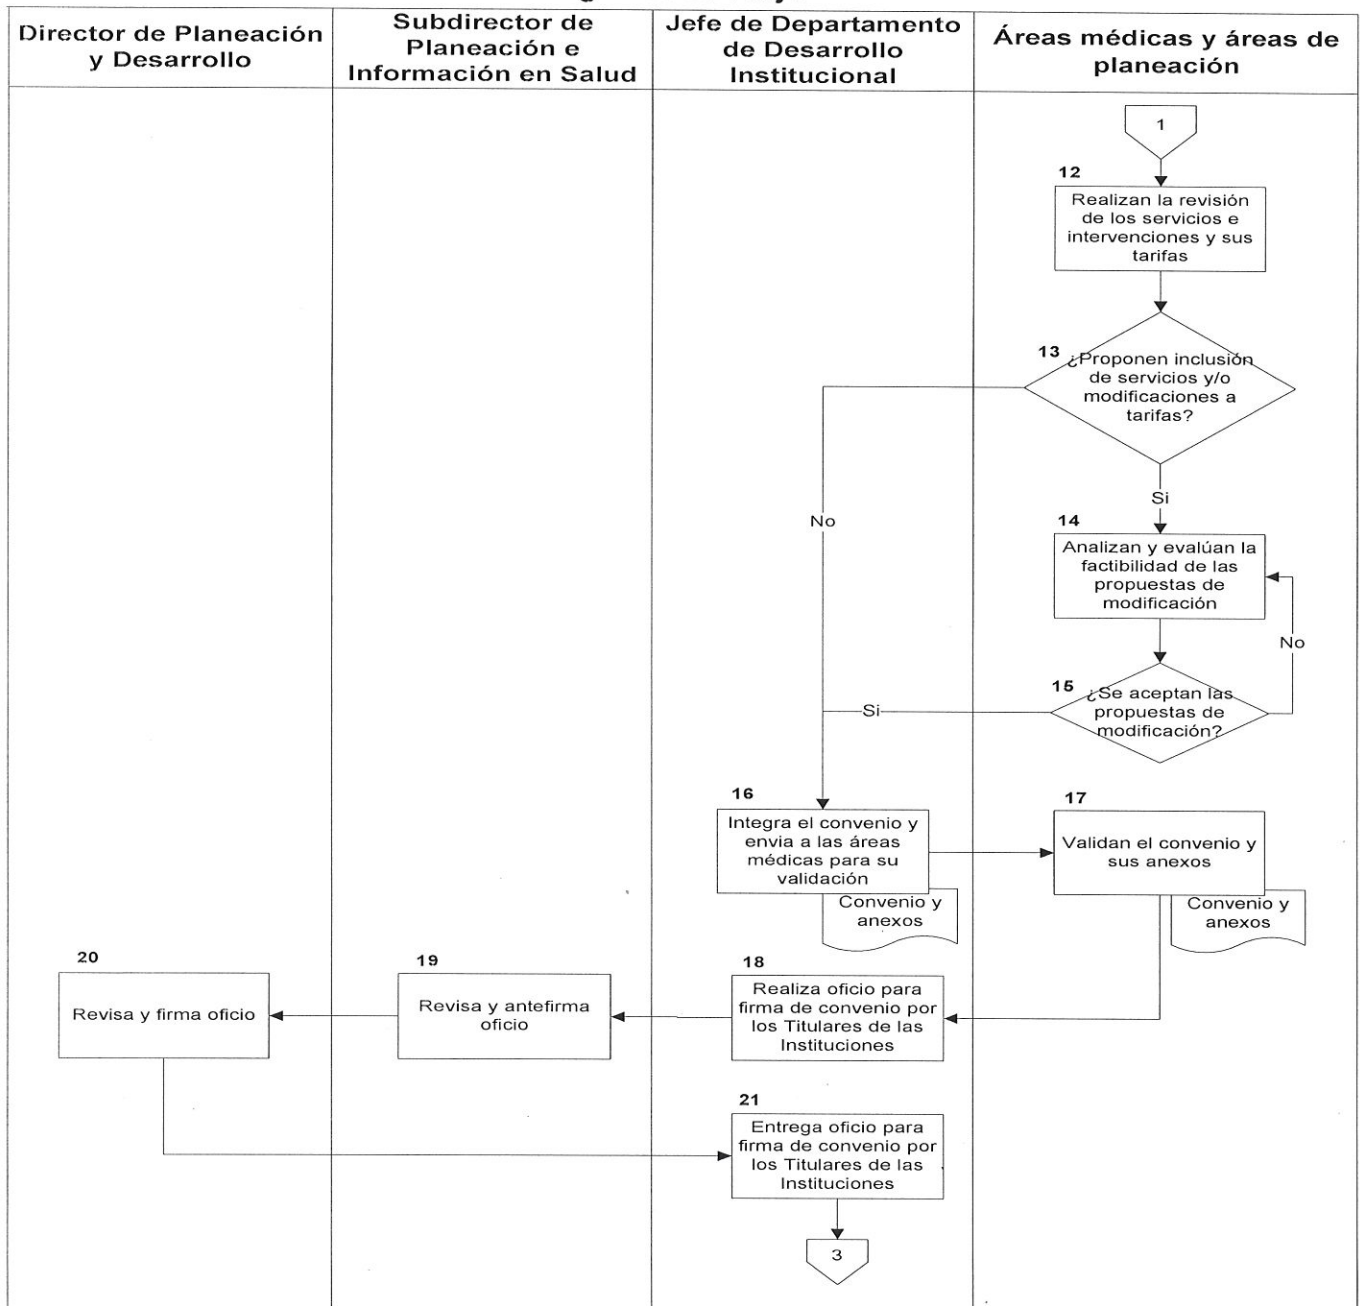 Director de Planeación
y Desarrollo
Subdirector de
Planeación e
Información en Salud
Jefe de Departamento
de Desarrollo
Institucional
Áreas médicas y áreas de
planeación
1
12
Realizan la revisión
de los servicios e
intervenciones y sus
tarifas
13
¿Proponen inclusión
de servicios y/o
modificaciones a
tarifas?
No
Si
14
Analizan y evalúan la
factibilidad de las
propuestas de
modificación
No
15
¿Se aceptan las
propuestas de
modificación?
Si
16
Integra el convenio y
envia a las áreas
médicas para su
validación
Convenio y
anexos
17
Validan el convenio y
sus anexos
Convenio y
anexos
18
Realiza oficio para
firma de convenio por
los Titulares de las
Instituciones
19
Revisa y antefirma
oficio
20
Revisa y firma oficio
21
Entrega oficio para
firma de convenio por
los Titulares de las
Instituciones
3